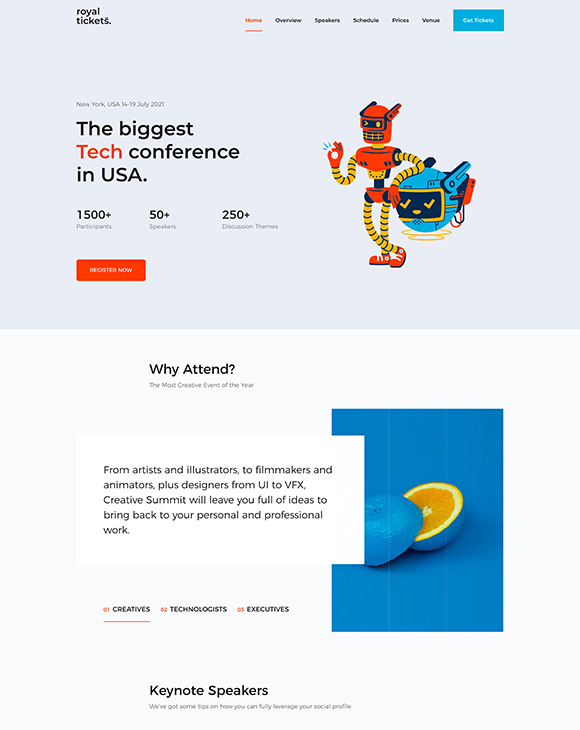 royal
tickets.
Home
Overview
Speakers
Schedule
Prices
Venue
Get Tickets
New York, USA 14-19 July 2021
The biggest
Tech conference
in USA.
1500+
50+
250+
Participants
Speakers
Discussion Themes
REGISTER NOW
Why Attend?
The Most Creative Event of the Year
From artists and illustrators, to filmmakers and
animators, plus designers from UI to VFX,
Creative Summit will leave you full of ideas to
bring back to your personal and professional
work.
01 CREATIVES
02 TECHNOLOGISTS
03 EXECUTIVES
Keynote Speakers
We've got some tips on how you can fully leverage your social profile.